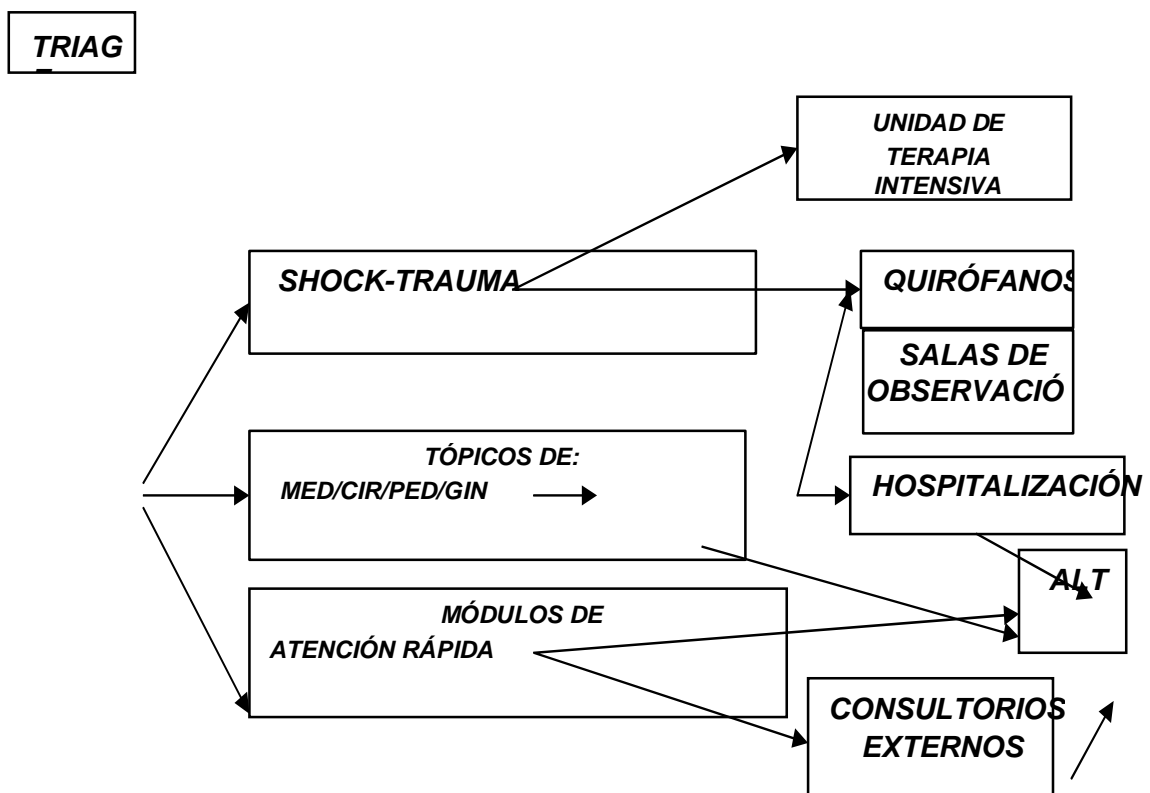 TRIAG
UNIDAD DE
TERAPIA
INTENSIVA
SHOCK-TRAUMA
QUIRÓFANOS
SALAS DE
OBSERVACIÓ
TÓPICOS DE:
MED/CIR/PED/GIN
HOSPITALIZACIÓN
ALT
MÓDULOS DE
ATENCIÓN RÁPIDA
CONSULTORIOS
EXTERNOS